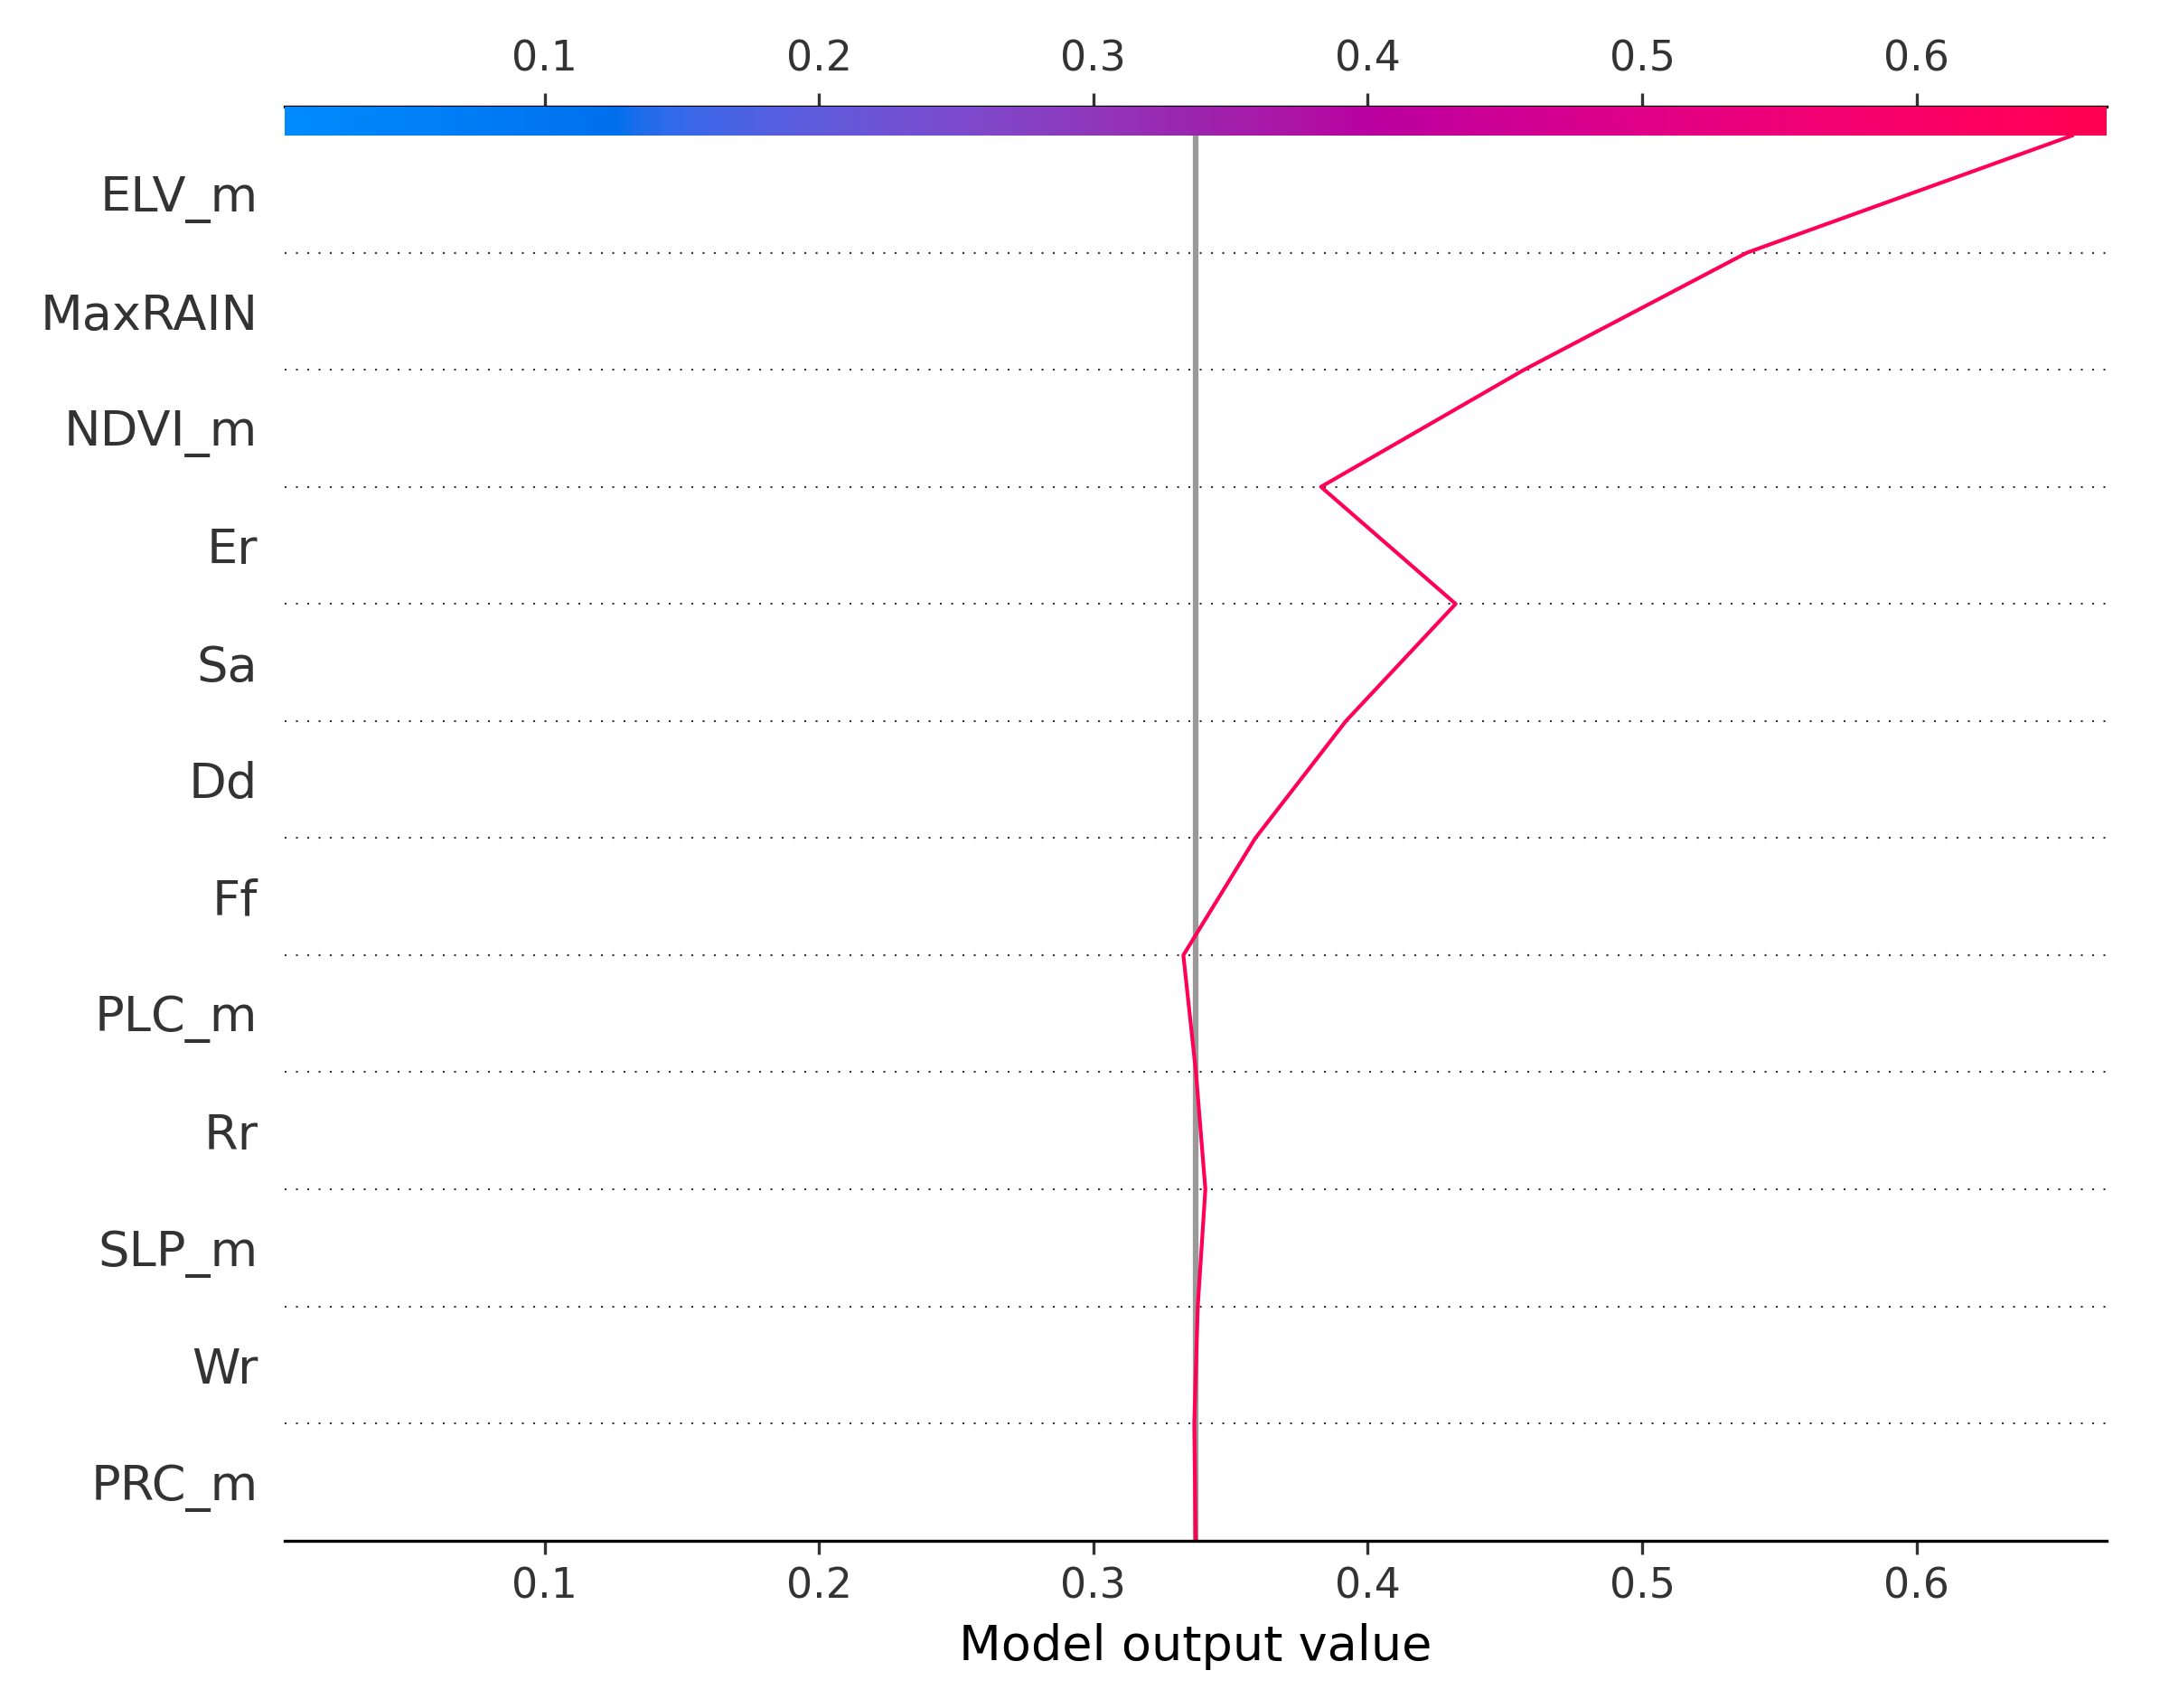 0.1 0.2 0.3 0.4 0.5 0.6
ELV_m
MaxRAIN
NDVI_m
Er
Sa
Dd
Ff
PLC_m
Rr
SLP_m
Wr
PRC_m
0.1 0.2 0.3 0.4 0.5 0.6
Model output value